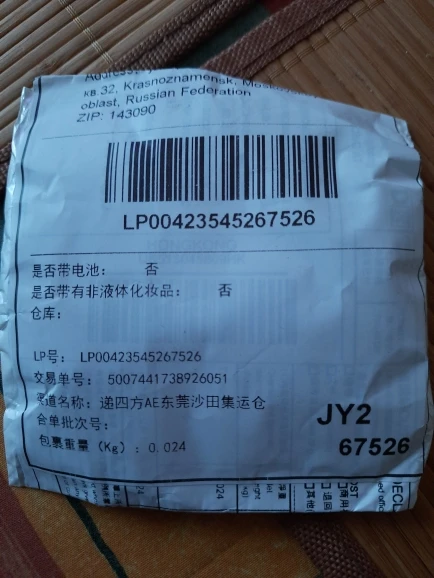 Address:
кв 32, Krasnoznamensk,
oblast, Russian Federation
ZIP: 143090
LP00423545267526
是否带电池： 否
是否带有非液体化妆品： 否
仓库：
LP号： LP00423545267526
交易单号： 5007441738926051
渠道名称：递四方AE东莞沙田集运仓
合单批次号：
JY2
包裹重量（Kg）：0.024
67526